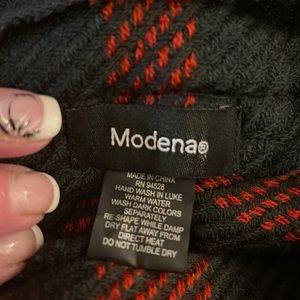 Modena®
MADE IN CHINA
RN 94528
HAND WASH IN LUKE
WARM WATER
WASH DARK COLORS
SEPARATELY
RE-SHAPE WHILE DAMP
DRY FLAT AWAY FROM
DIRECT HEAT
DO NOT TUMBLE DRY